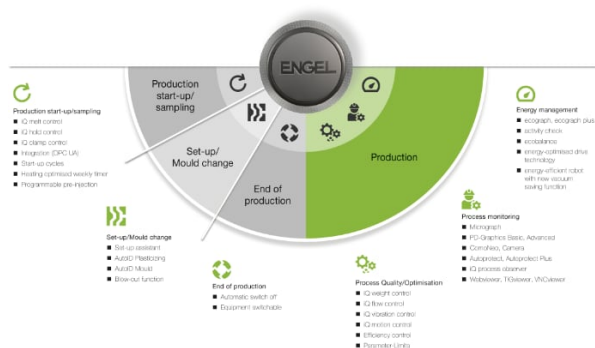 ENGEL
Production
start-up/
sampling
Set-up/
Mould change
End of
production
Production
Production start-up/sampling
iQ melt control
iQ hold control
iQ clamp control
Integration (OPC UA)
Start-up cycles
Heating optimised weekly timer
Programmable pre-injection
Set-up/Mould change
Set-up assistant
AutoID Plasticizing
AutoID Mould
Blow-out function
End of production
Automatic switch off
Equipment switchable
Process Quality/Optimisation
iQ weight control
iQ flow control
iQ vibration control
iQ motion control
Efficiency control
Parameter-Limits
Process monitoring
Micrograph
PD-Graphics Basic, Advanced
ComoNeo, Camera
Autoprotect, Autoprotect Plus
iQ process observer
Webviewer, TIGviewer, VNCviewer
Energy management
ecograph, ecograph plus
activity check
ecobalance
energy-optimised drive
technology
energy-efficient robot
with new vacuum
saving function